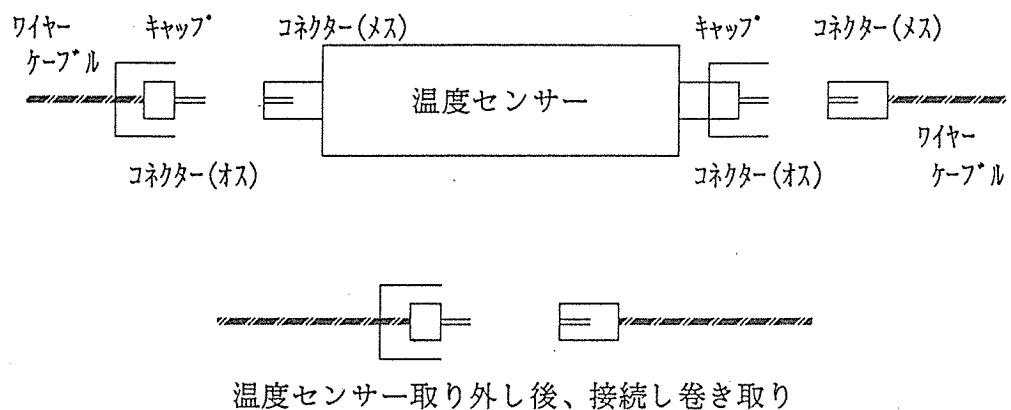 ワイヤー
ケーブル
キャップ
コネクター(メス)
キャップ
コネクター(メス)
温度センサー
コネクター(オス)
コネクター(オス)
ワイヤー
ケーブル
温度センサー取り外し後、接続し巻き取り